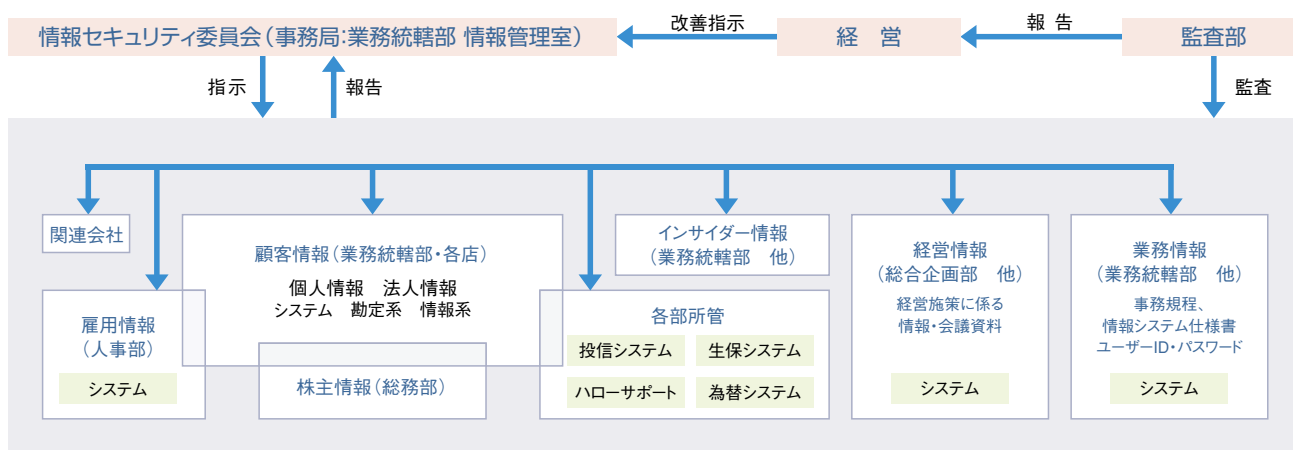 情報セキュリティ委員会（事務局：業務統轄部 情報管理室）
改善指示
経　営
報 告
監査部
指示
報告
監査
関連会社
顧客情報（業務統轄部・各店）
個人情報　法人情報
システム　勘定系　情報系
雇用情報
（人事部）
システム
株主情報（総務部）
インサイダー情報
（業務統轄部　他）
各部所管
投信システム
生保システム
ハローサポート
為替システム
経営情報
（総合企画部　他）
経営施策に係る
情報・会議資料
システム
業務情報
（業務統轄部　他）
事務規程、
情報システム仕様書
ユーザーID・パスワード
システム